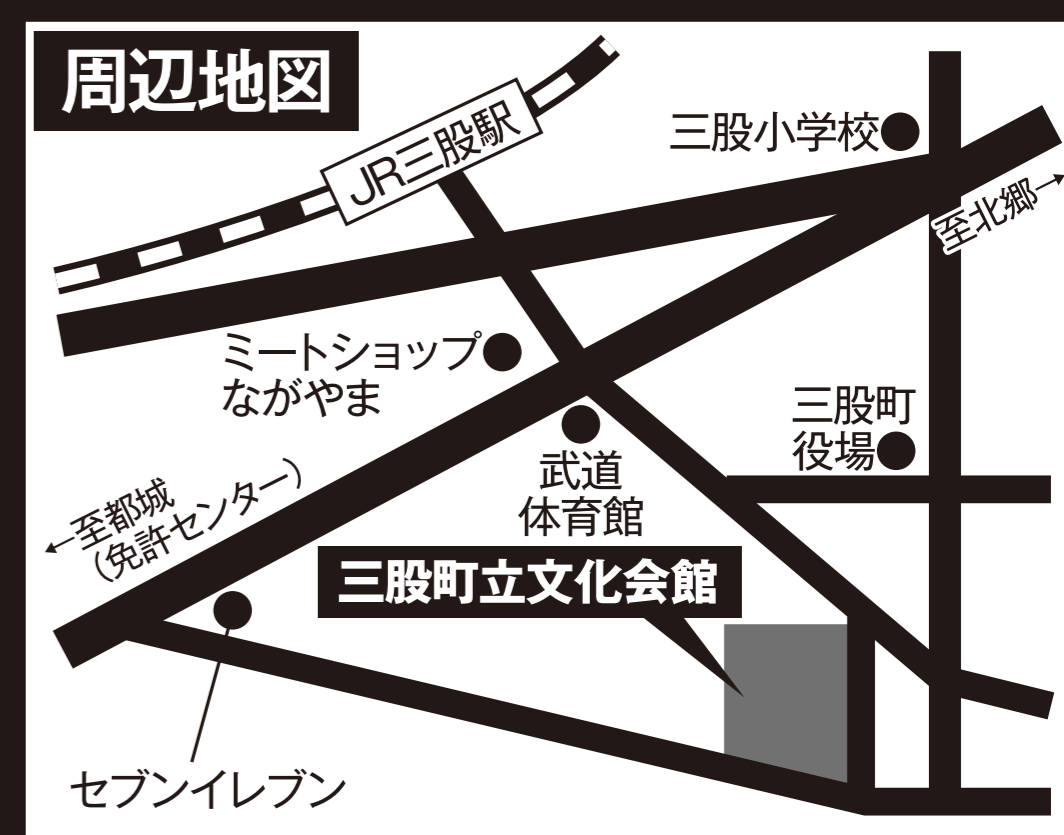 周辺地図
JR三股駅
三股小学校
至北郷→
ミートショップ
ながやま
三股町
役場
武道
体育館
←至都城
(免許センター)
三股町立文化会館
セブンイレブン